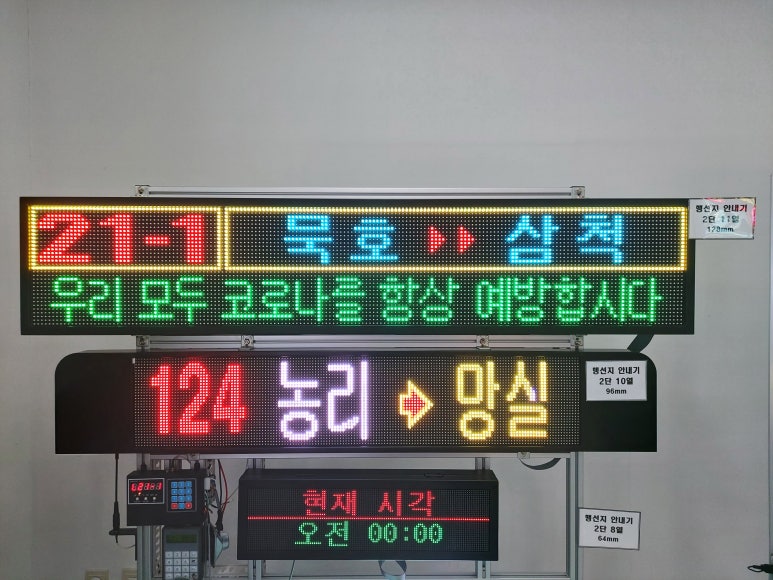 21-1 묵호 삼척
우리 모두 코로나를 항상 예방합시다
행선지 안내기
2단 11열
128mm
124 농리 망실
행선지 안내기
2단 10열
96mm
현재 시각
오전 00:00
행선지 안내기
2단 8열
64mm